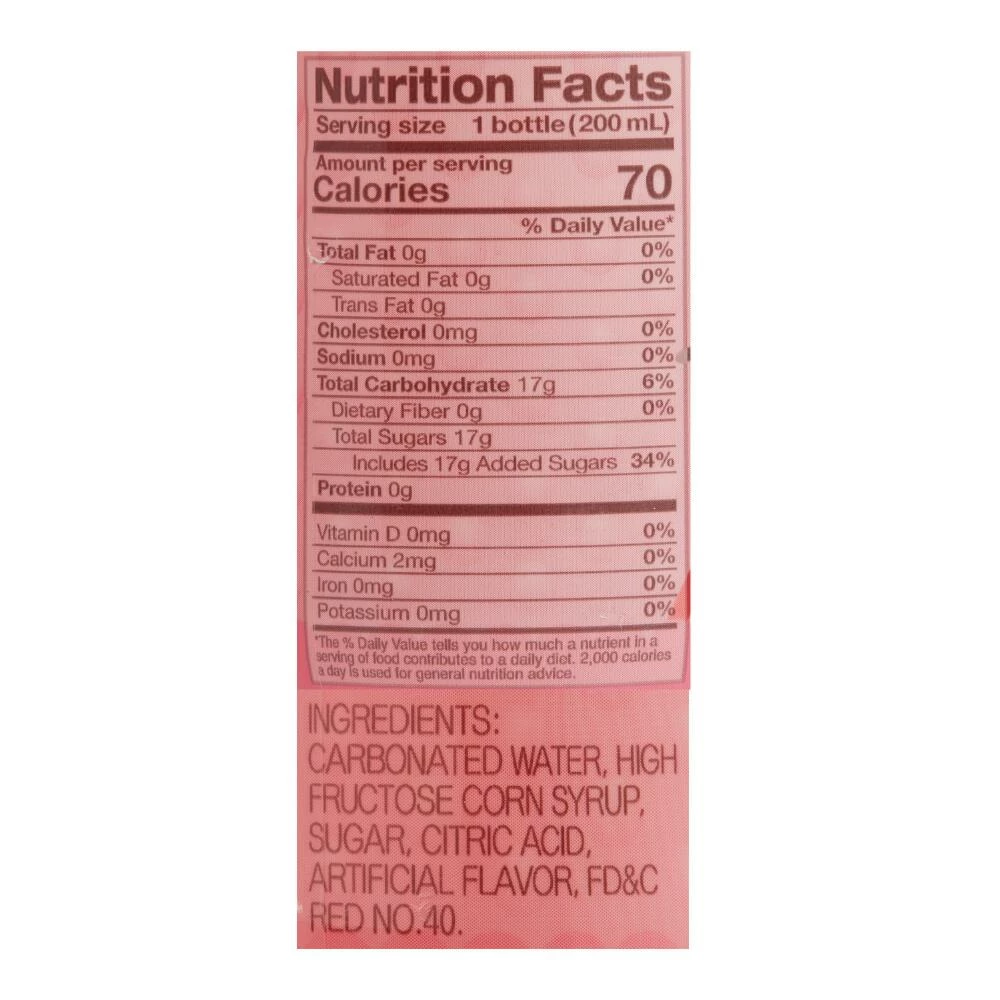 Nutrition Facts
Serving size 1 bottle (200 mL)
Amount per serving
Calories 70
% Daily Value*
Total Fat 0g 0%
Saturated Fat 0g 0%
Trans Fat 0g
Cholesterol 0mg 0%
Sodium 0mg 0%
Total Carbohydrate 17g 6%
Dietary Fiber 0g 0%
Total Sugars 17g
Includes 17g Added Sugars 34%
Protein 0g
Vitamin D 0mg 0%
Calcium 2mg 0%
Iron 0mg 0%
Potassium 0mg 0%
*The % Daily Value tells you how much a nutrient in a
serving of food contributes to a daily diet. 2,000 calories
a day is used for general nutrition advice.
INGREDIENTS:
CARBONATED WATER, HIGH
FRUCTOSE CORN SYRUP,
SUGAR, CITRIC ACID,
ARTIFICIAL FLAVOR, FD&C
RED NO.40.